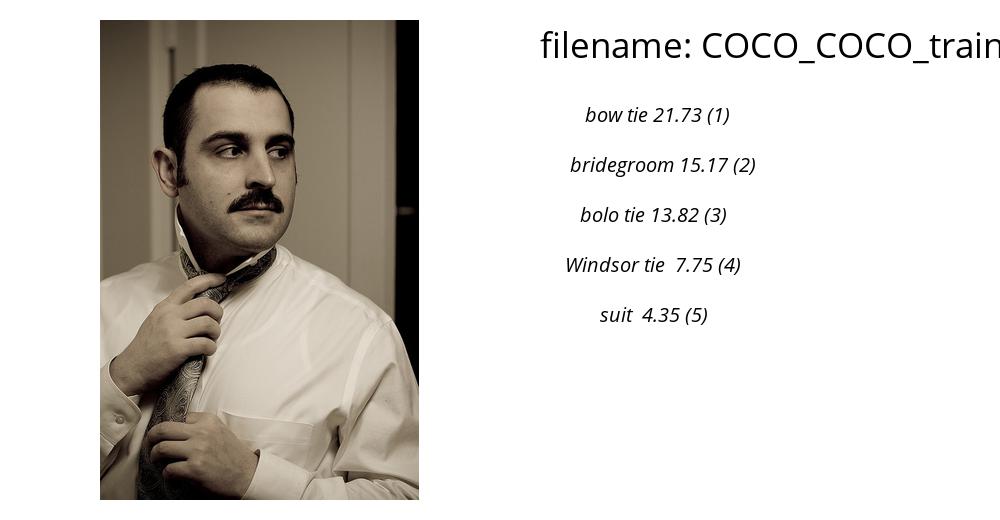 filename: COCO_COCO_train
bow tie 21.73 (1)
bridegroom 15.17 (2)
bolo tie 13.82 (3)
Windsor tie 7.75 (4)
suit 4.35 (5)